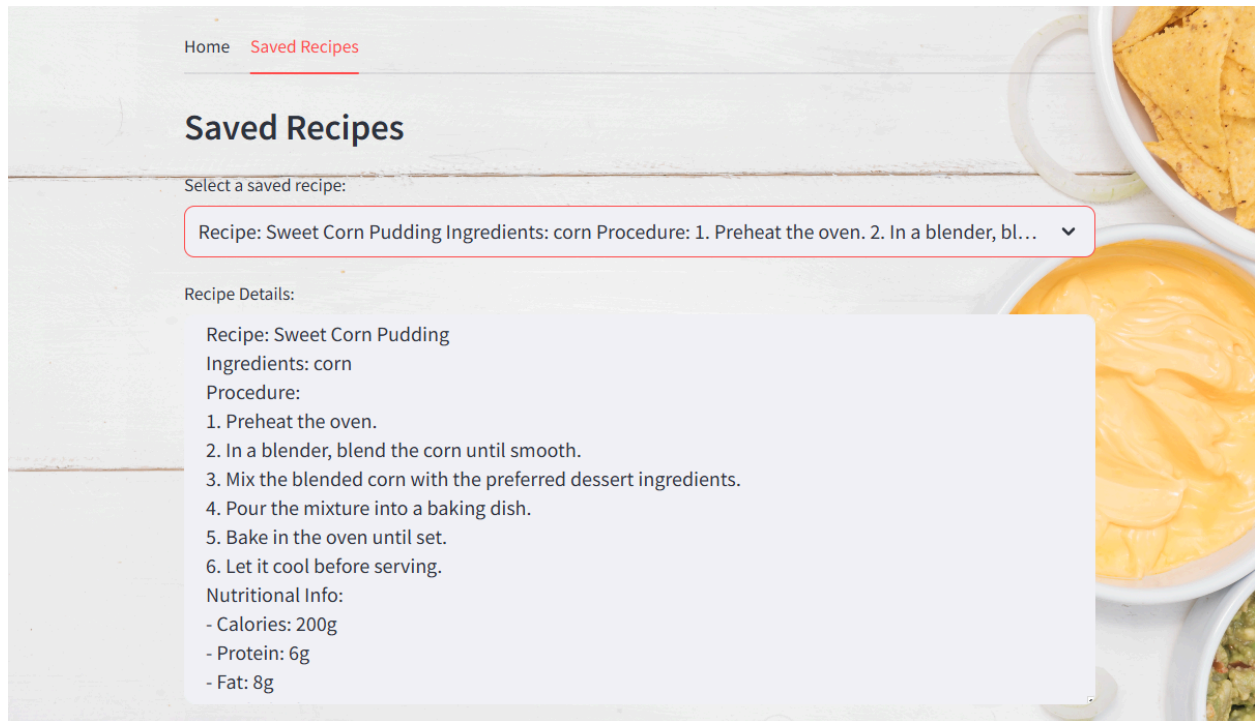 Home Saved Recipes
Saved Recipes
Select a saved recipe:
Recipe: Sweet Corn Pudding Ingredients: corn Procedure: 1. Preheat the oven. 2. In a blender, bl...
Recipe Details:
Recipe: Sweet Corn Pudding
Ingredients: corn
Procedure:
1. Preheat the oven.
2. In a blender, blend the corn until smooth.
3. Mix the blended corn with the preferred dessert ingredients.
4. Pour the mixture into a baking dish.
5. Bake in the oven until set.
6. Let it cool before serving.
Nutritional Info:
- Calories: 200g
- Protein: 6g
- Fat: 8g